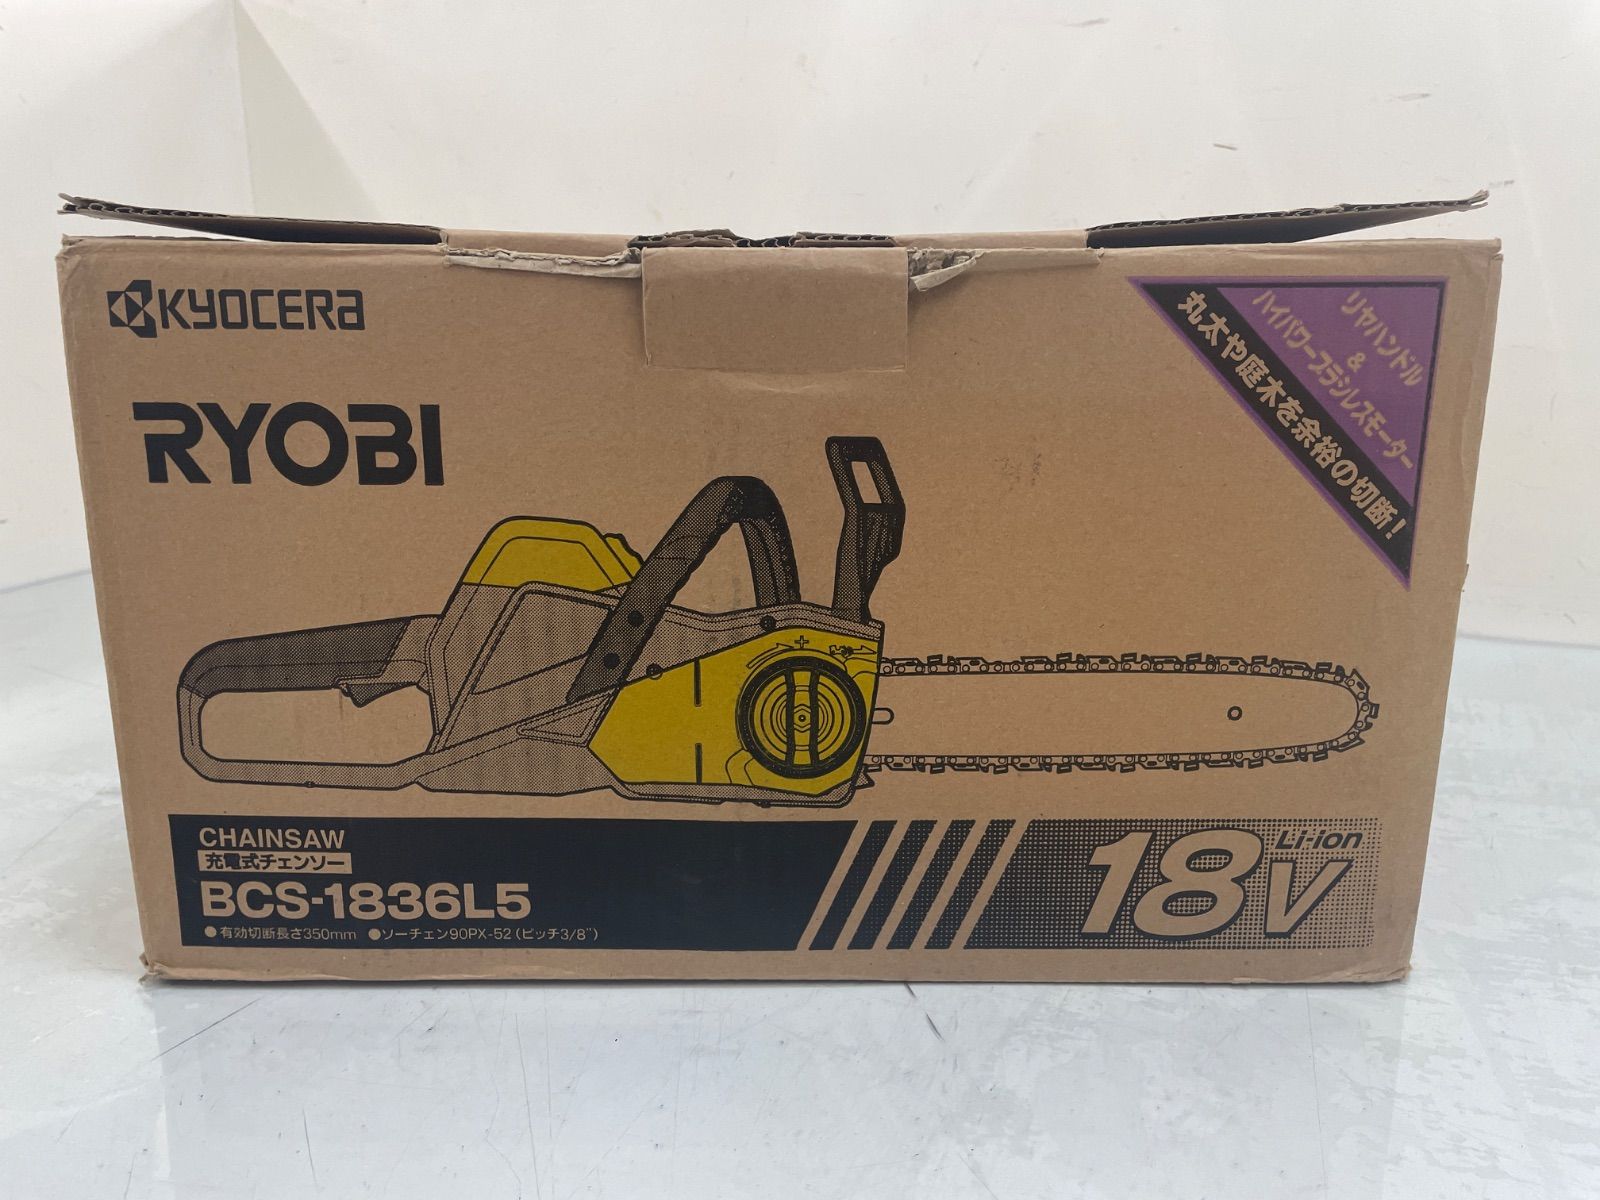 KYOCERA
RYOBI
リヤハンドル
&
ハイパワーブラシレスモーター
丸太や庭木を余裕の切断!
CHAINSAW
充電式チェンソー
BCS-1836L5
●有効切断長さ350mm ●ソーチェン90PX-52(ピッチ3/8")
18V Li-ion